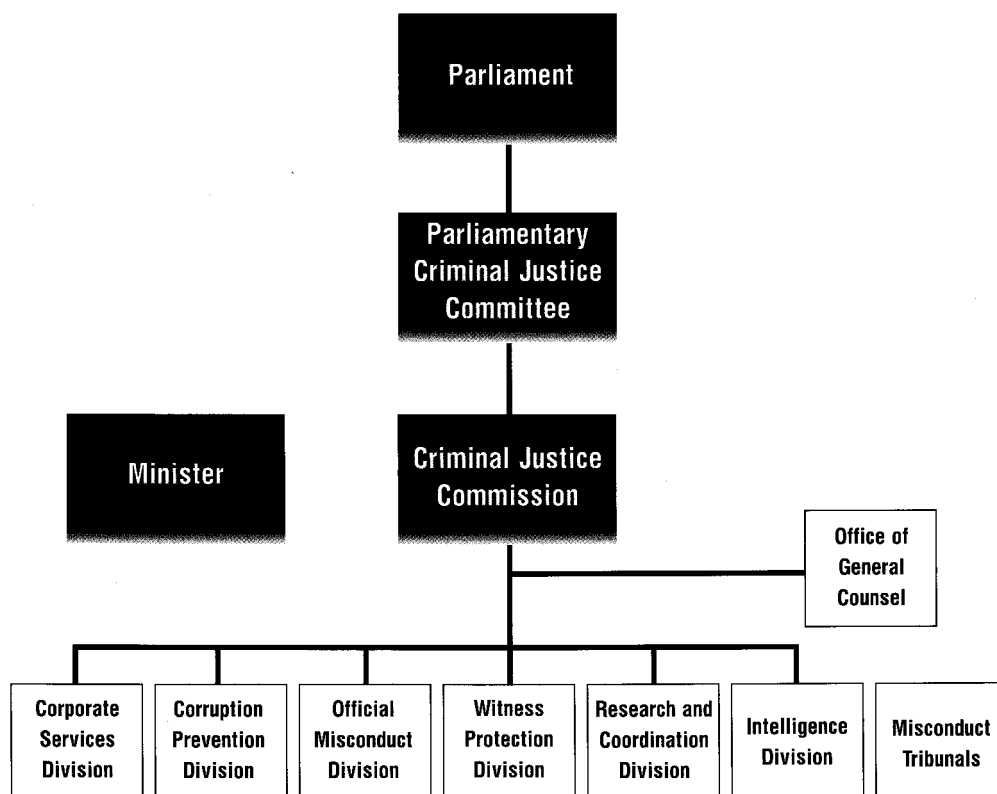 Parliament
Parliamentary
Criminal Justice
Committee
Minister
Criminal Justice
Commission
Office of
General
Counsel
Corporate
Services
Division
Corruption
Prevention
Division
Official
Misconduct
Division
Witness
Protection
Division
Research and
Coordination
Division
Intelligence
Division
Misconduct
Tribunals